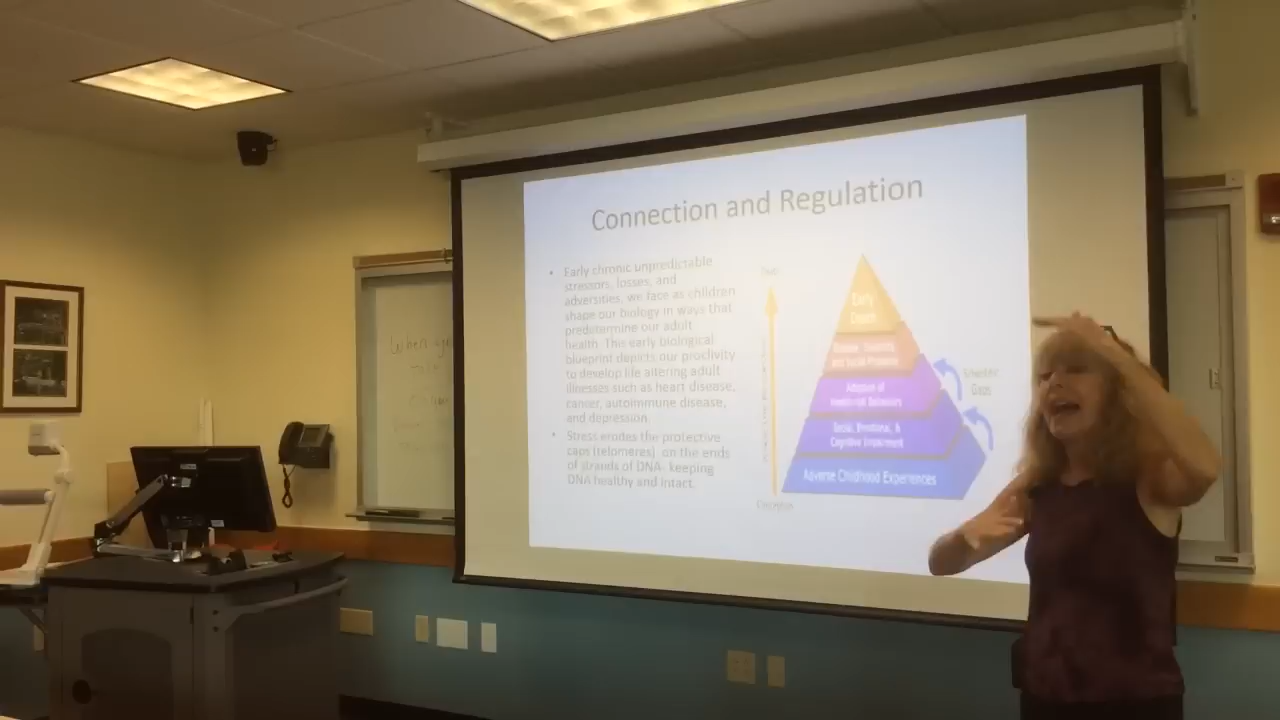 Connection and Regulation
• Early chronic unpredictable
stressors, losses, and
adversities, we face as children
shape our biology in ways that
predetermine our adult
health. This early biological
blueprint depicts our proclivity
to develop life altering adult
illnesses such as heart disease,
cancer, autoimmune disease,
and depression.
• Stress erodes the protective
caps (telomeres) on the ends
of strands of DNA- keeping
DNA healthy and intact.
Early
Death
Disease, Disability,
and Social Problems
Adoption of
Health-risk Behaviors
Social, Emotional, &
Cognitive Impairment
Adverse Childhood Experiences
Scientific
Gaps
Death
Conception
When